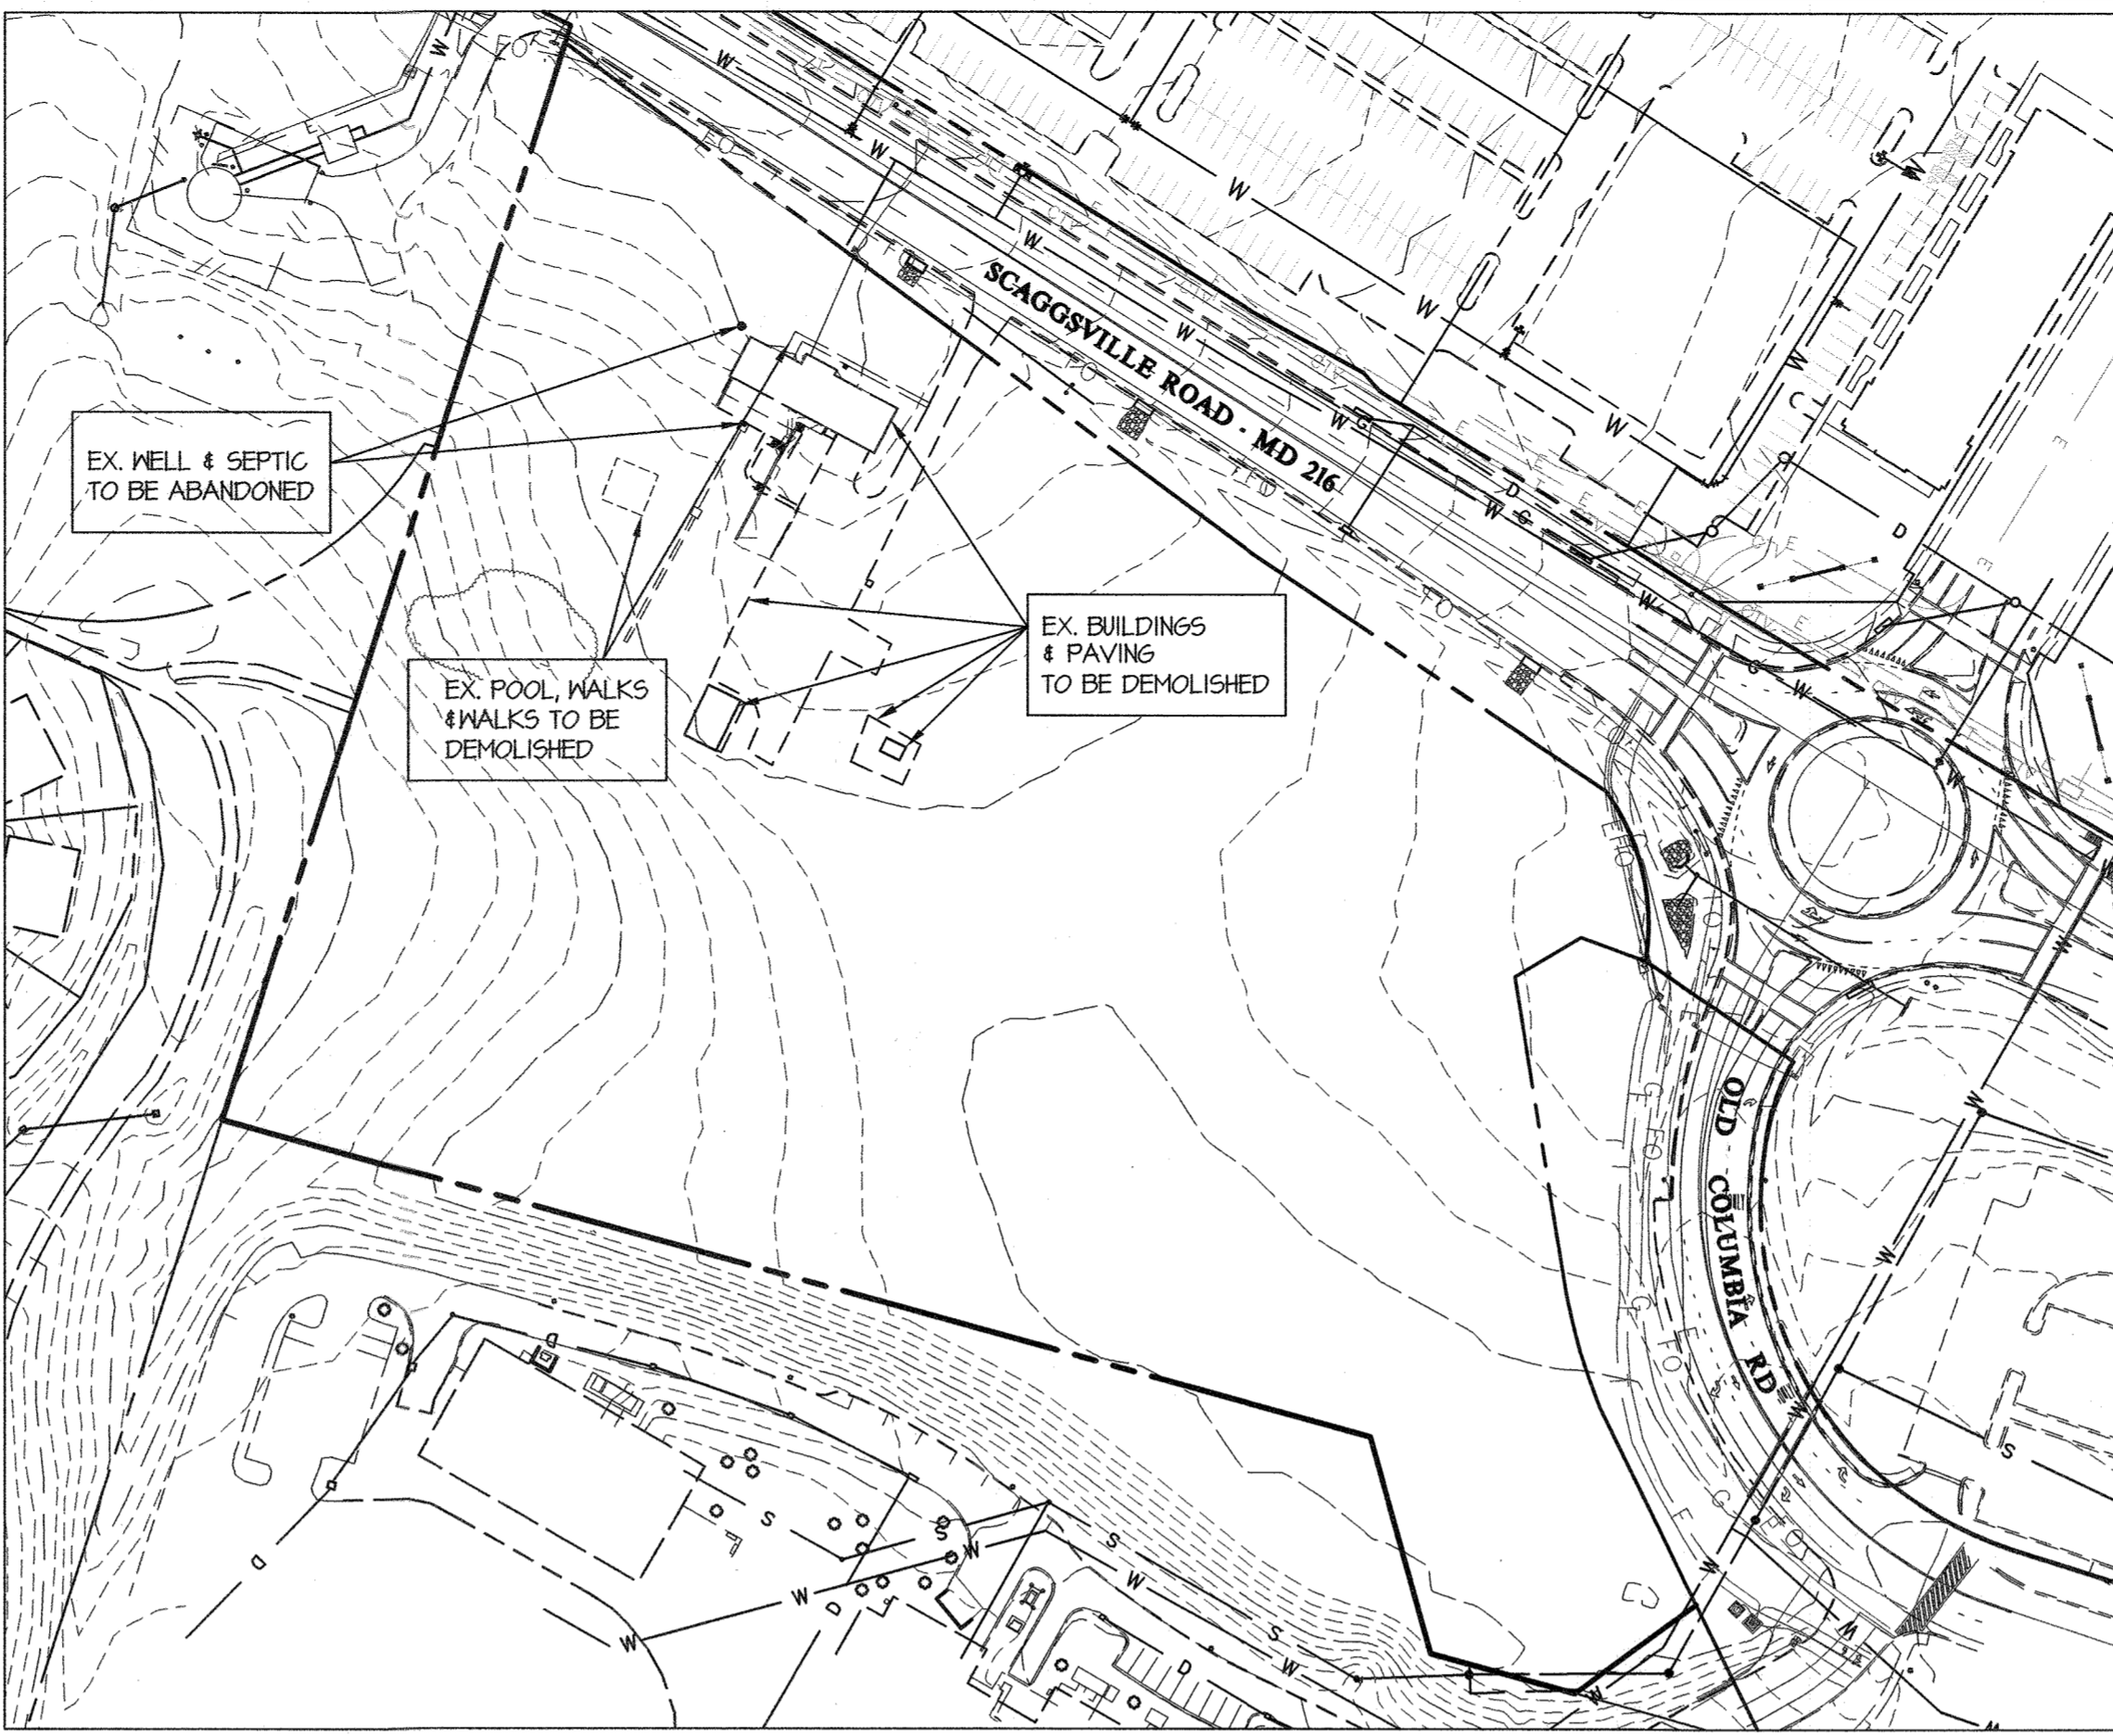 SCAGGSVILLE ROAD - MD 216
EX. WELL & SEPTIC
TO BE ABANDONED
EX. BUILDINGS
& PAVING
TO BE DEMOLISHED
EX. POOL, WALKS
&WALKS TO BE
DEMOLISHED
OLD COLUMBIA RD